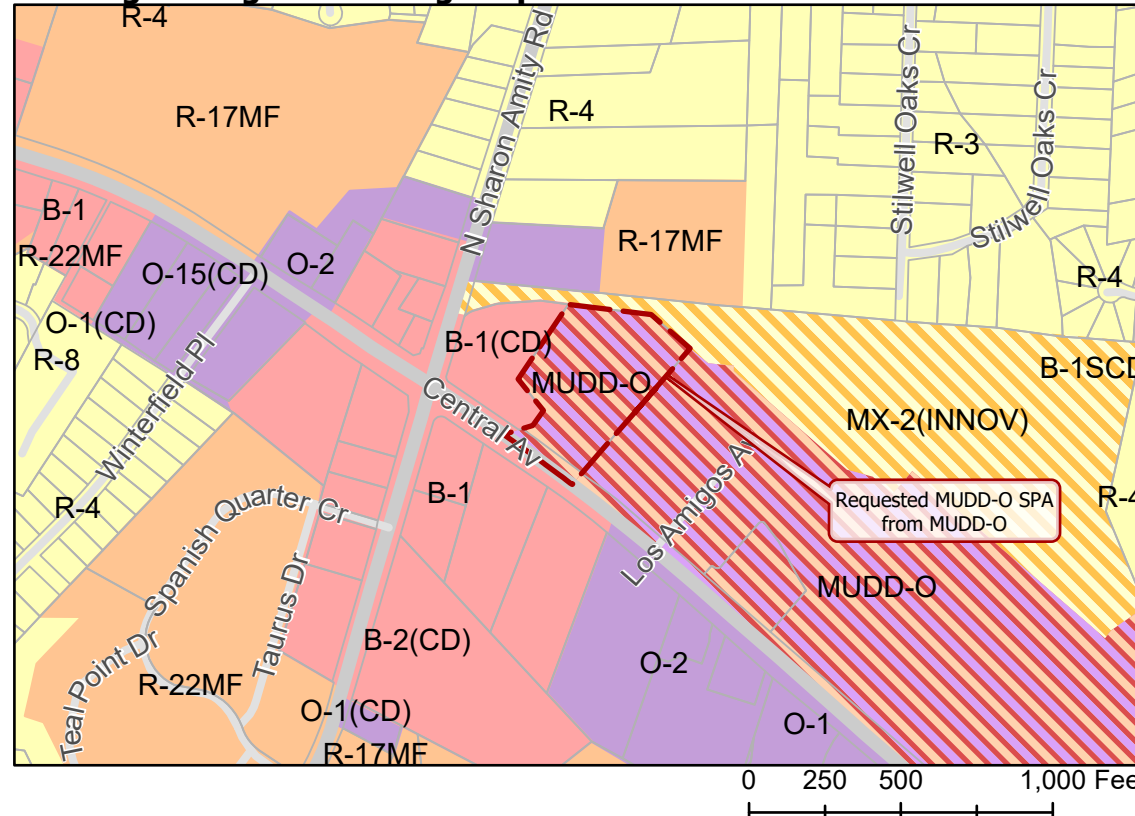 R-4
R-17MF
N Sharon Amity Rd
R-4
Stilwell Oaks Cr
Stilwell Oaks Cr
R-3
Stilwell Oaks Cr
B-1
R-22MF
O-15(CD)
O-2
R-17MF
R-4
O-1(CD)
R-8
Winterfield Pl
B-1(CD)
MUDD-O
B-1SCD
Central Av
MX-2(INNOV)
R-4
Requested MUDD-O SPA
from MUDD-O
R-4
B-1
Spanish Quarter Cr
Los Amigos Av
MUDD-O
Taurus Dr
B-2(CD)
Teal Point Dr
R-22MF
O-2
O-1(CD)
O-1
R-17MF
0 250 500 1,000 Fee